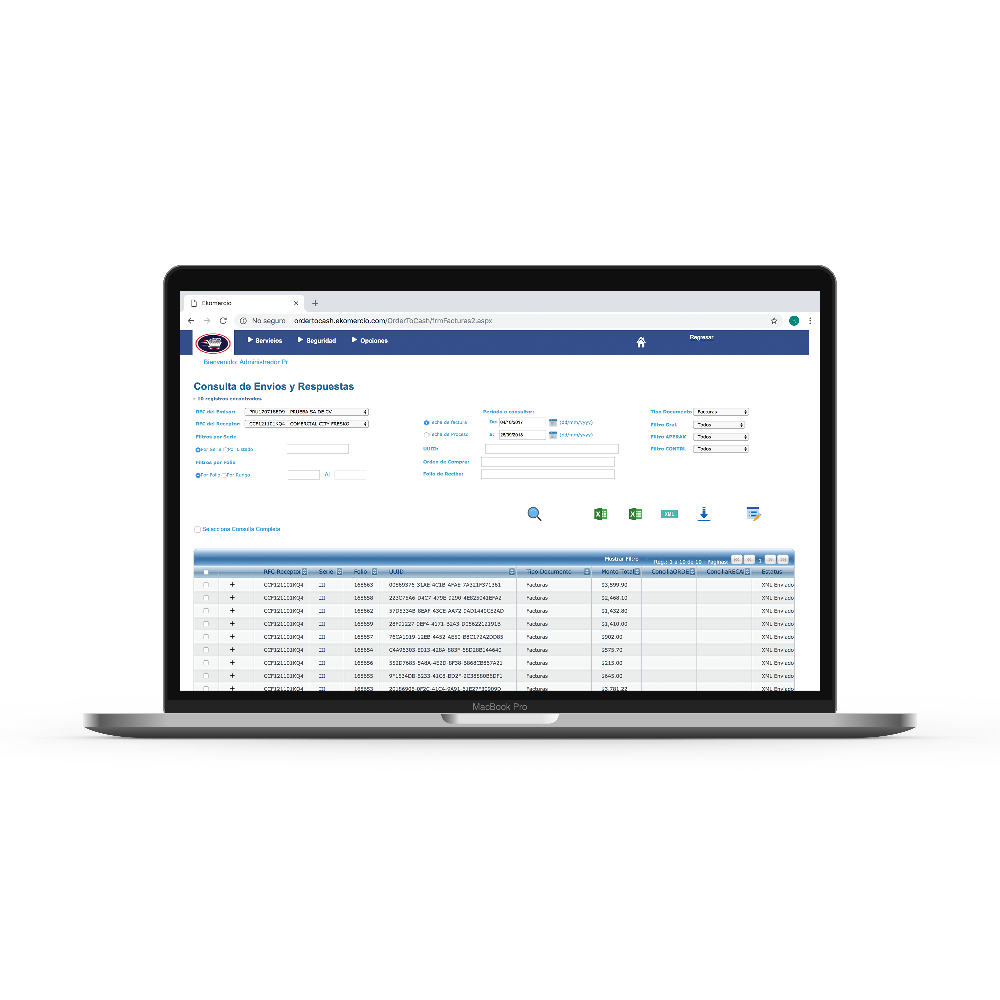 Ekomercio
No seguro ordertocash.ekomercio.com/OrderToCash/frmFacturas2.aspx R
Servicios Seguridad Opciones Regresar
Bienvenido: Administrador Pr
Consulta de Envios y Respuestas
10 registros encontrados.
RFC del Emisor: PRU170718ED9 - PRUEBA SA DE CV Periodo a consultar: Tipo Documento Facturas
RFC del Receptor: CCF121101KQ4 - COMERCIAL CITY FRESKO Fecha de factura De: 04/10/2017 (dd/mm/yyyy) Filtro Gral. Todos
Filtros por Serie Fecha de Proceso a: 26/09/2018 (dd/mm/yyyy) Filtro APERAK Todos
Por Serie Por Listado UUID: Filtro CONTRL Todos
Filtros por Folio Orden de Compra:
Por Folio Por Rango Al Folio de Recibo:
XML
Selecciona Consulta Completa
Mostrar Filtro - Reg.: 1 a 10 de 10 - Paginas: 1
RFC Receptor Serie Folio UUID Tipo Documento Monto Total ConciliaORDE ConciliaRECAI Estatus
CCF121101KQ4 III 168663 00869376-31AE-4C1B-AFAE-7A321F371361 Facturas $3,599.90 XML Enviado
CCF121101KQ4 III 168658 223C75A6-D4C7-479E-9290-4E825041EFA2 Facturas $2,468.10 XML Enviado
CCF121101KQ4 III 168662 57D5334B-8EAF-43CE-AA72-9AD1440CE2AD Facturas $1,432.80 XML Enviado
CCF121101KQ4 III 168659 28F91227-9EF4-4171-B243-D0562212191B Facturas $1,410.00 XML Enviado
CCF121101KQ4 III 168657 76CA1919-12EB-4452-AE50-B8C172A2DD85 Facturas $902.00 XML Enviado
CCF121101KQ4 III 168654 C4A96303-E013-428A-883F-68D28B144640 Facturas $575.70 XML Enviado
CCF121101KQ4 III 168656 552D7685-5A8A-4E2D-8F38-B868CB867A21 Facturas $215.00 XML Enviado
CCF121101KQ4 III 168655 9F1534DB-6233-41C8-BD2F-2C38880B6DF1 Facturas $645.00 XML Enviado
CCF121101KQ4 III 168653 20186906-0F2C-41C4-9A91-61E27F30909D Facturas $3,781.22 XML Enviado
MacBook Pro